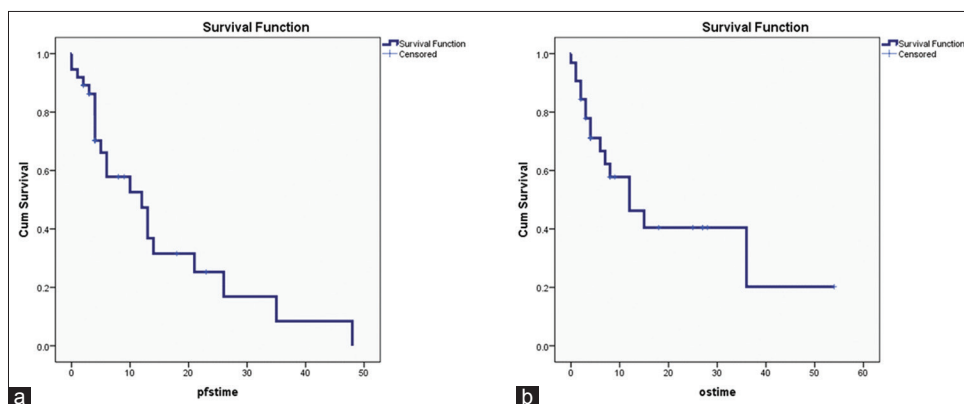 Survival Function
Survival Function
Censored
1.0
0.8
0.6
0.4
0.2
0.0
Cum Survival
0 10 20 30 40 50
pfstime
a
Survival Function
Survival Function
Censored
1.0
0.8
0.6
0.4
0.2
0.0
Cum Survival
0 10 20 30 40 50 60
ostime
b